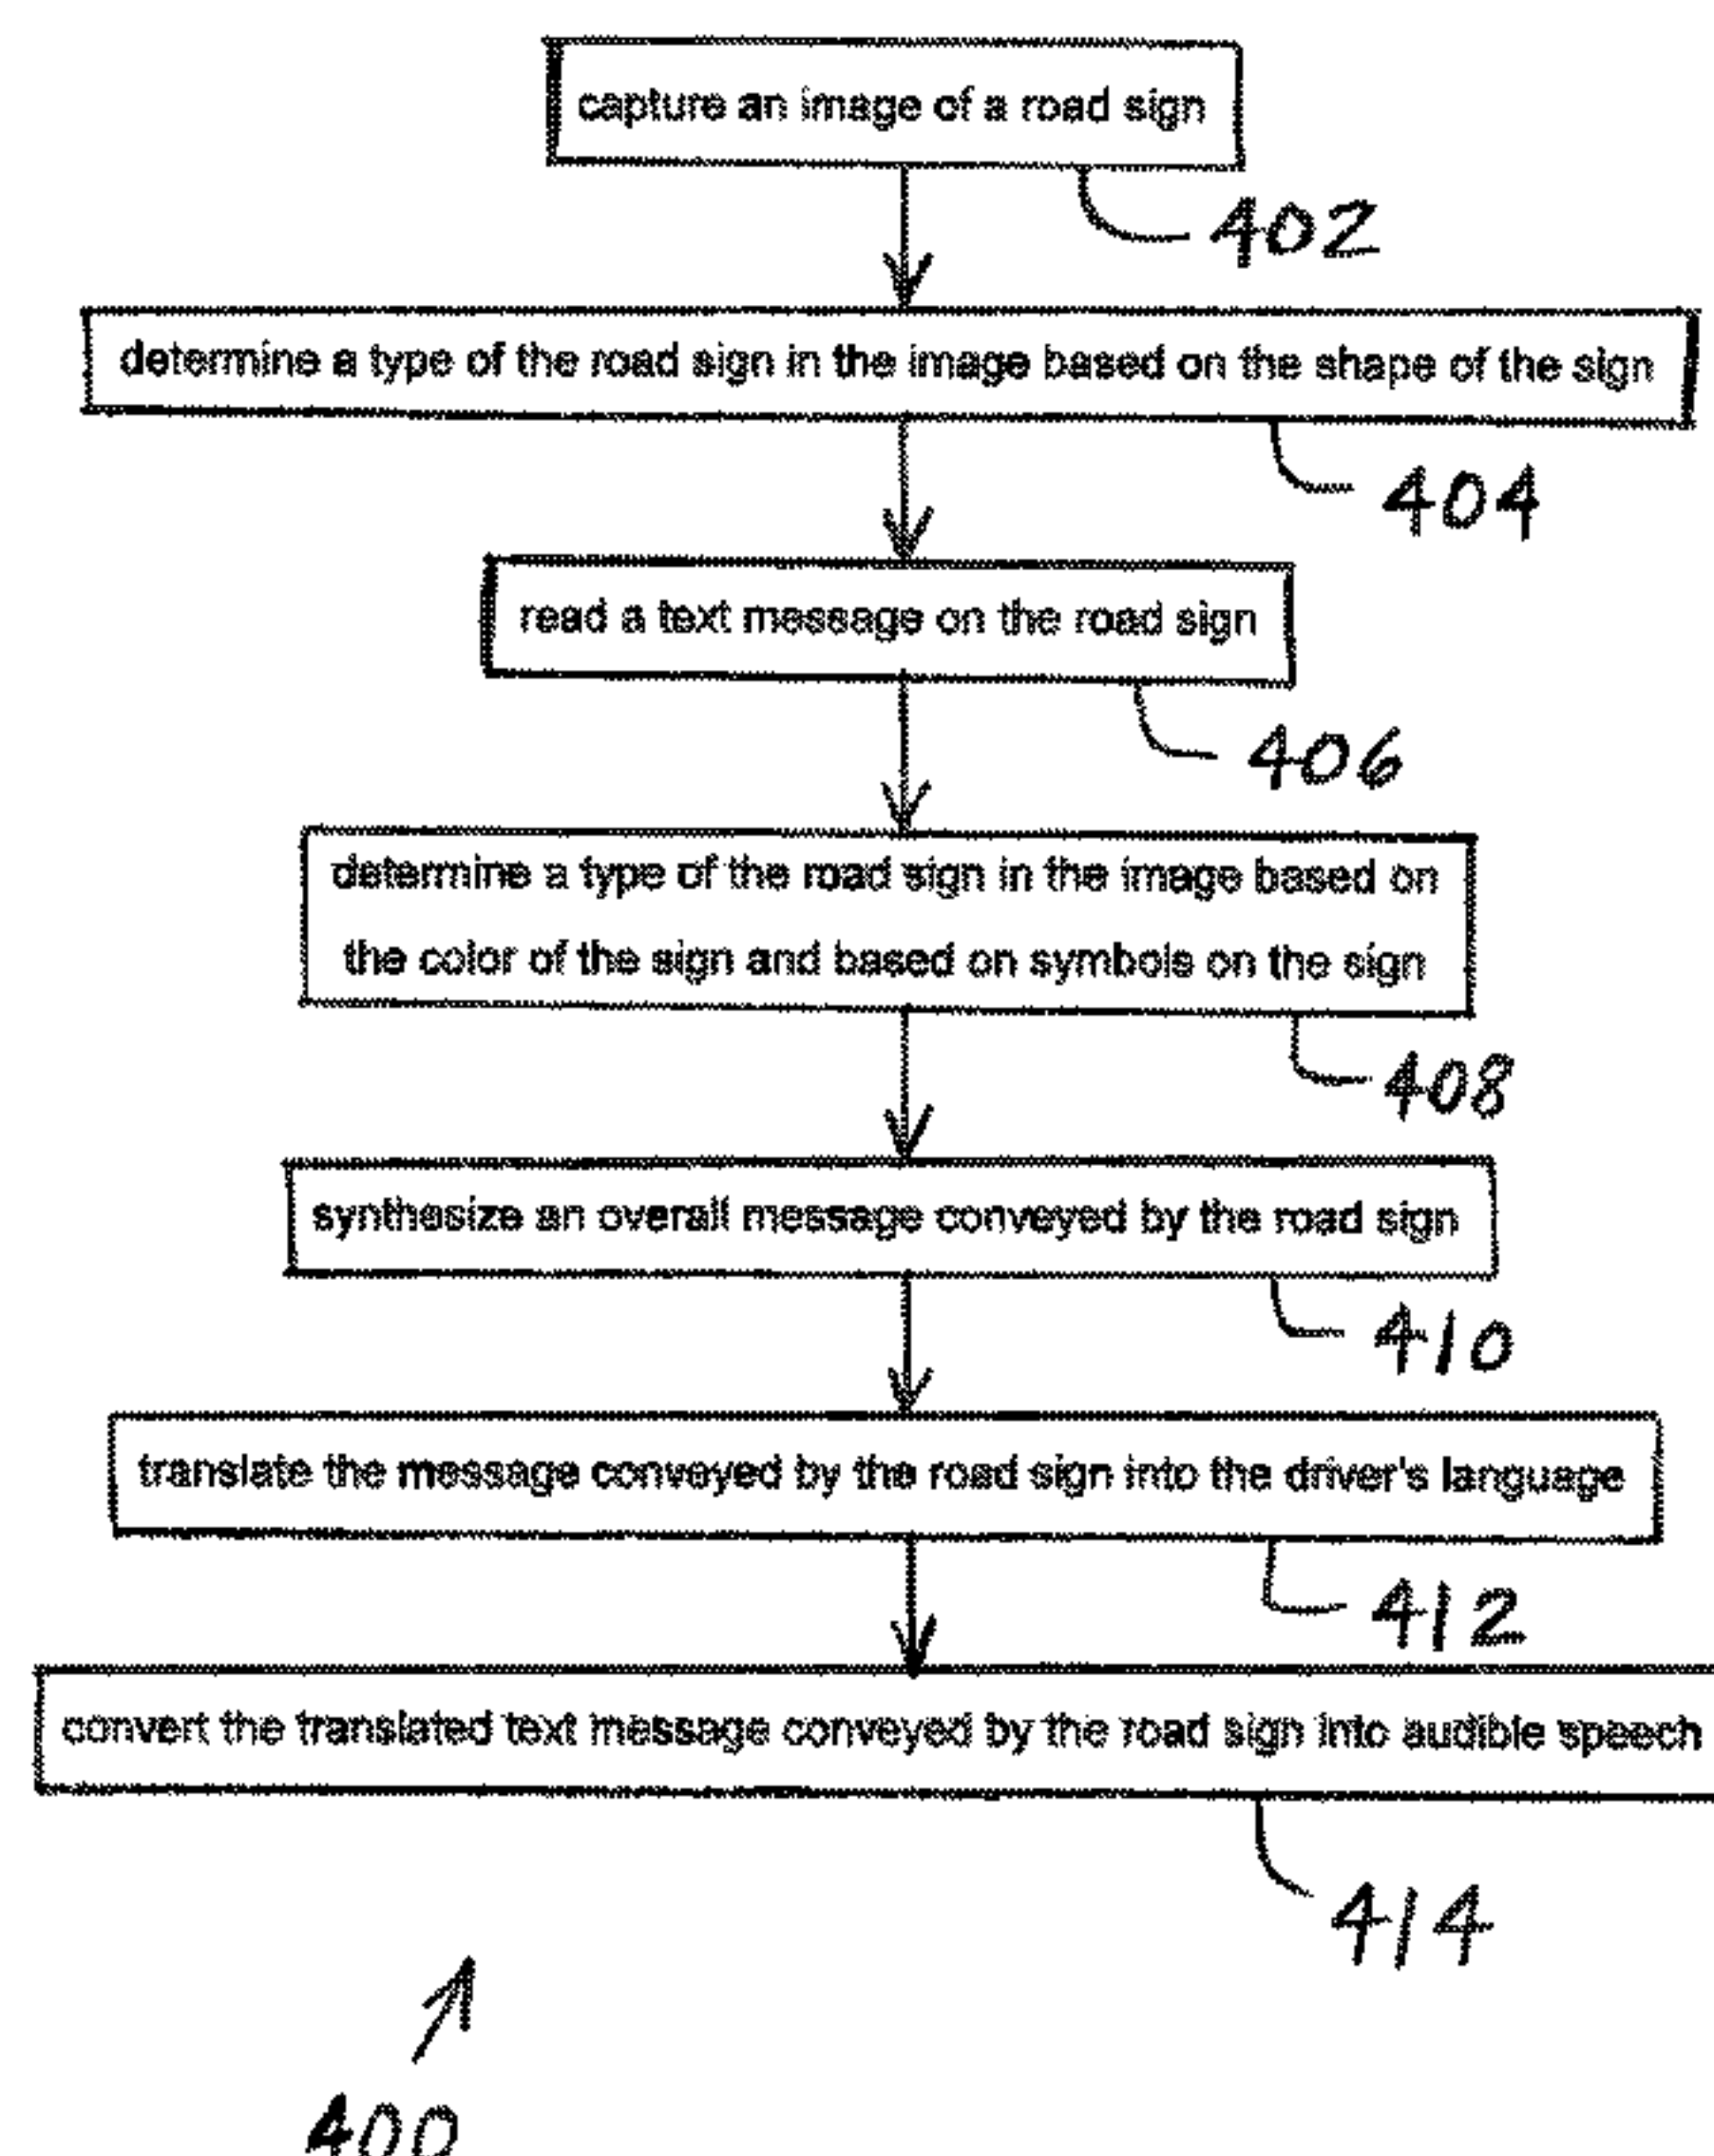 capture an image of a road sign
402
determine a type of the road sign in the image based on the shape of the sign
404
read a text message on the road sign
406
determine a type of the road sign in the image based on
the color of the sign and based on symbols on the sign
408
synthesize an overall message conveyed by the road sign
410
translate the message conveyed by the road sign into the driver's language
412
convert the translated text message conveyed by the road sign into audible speech
414
400